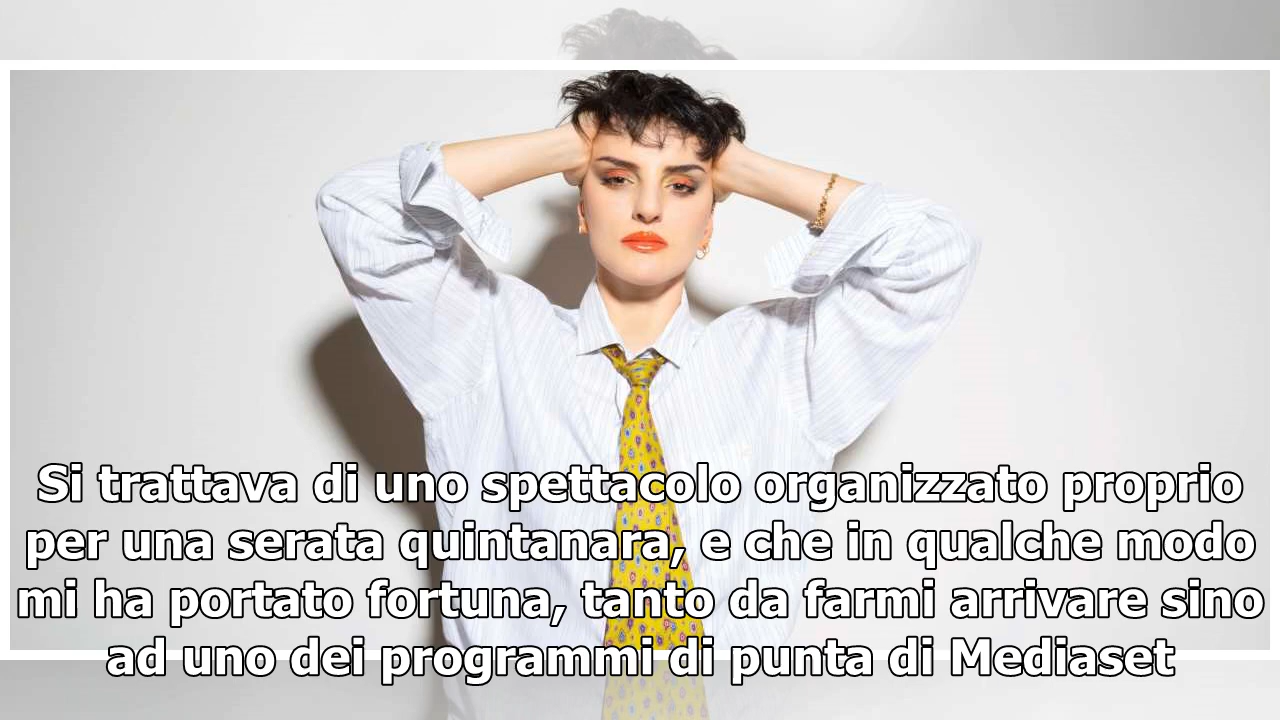 Si trattava di uno spettacolo organizzato proprio
per una serata quintanara, e che in qualche modo
mi ha portato fortuna, tanto da farmi arrivare sino
ad uno dei programmi di punta di Mediaset